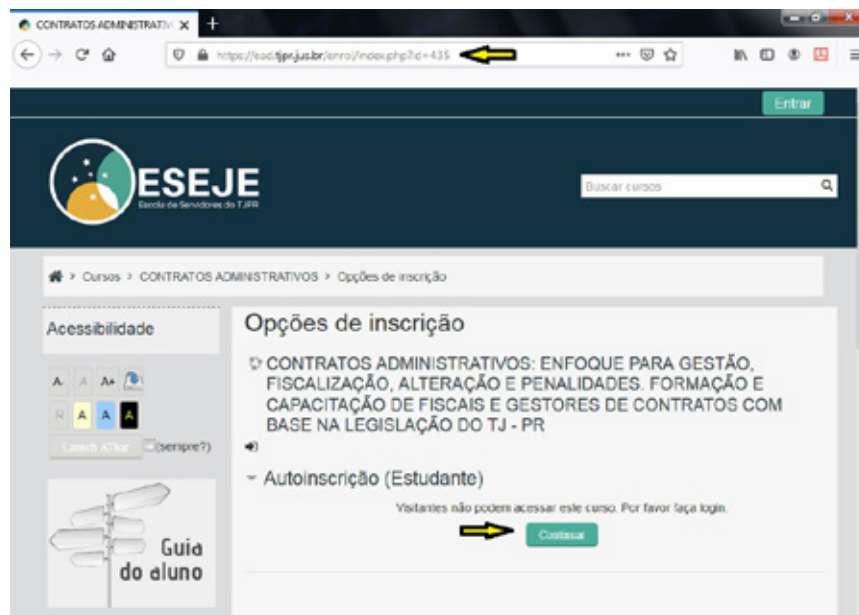 CONTRATOS ADMINISTRATIV
https://ead.tjpr.jus.br/enrol/index.php?id=435
Entrar
ESEJE
Escola de Servidores do TJPR
Buscar cursos
Cursos > CONTRATOS ADMINISTRATIVOS > Opções de inscrição
Acessibilidade
Opções de inscrição
CONTRATOS ADMINISTRATIVOS: ENFOQUE PARA GESTÃO,
FISCALIZAÇÃO, ALTERAÇÃO E PENALIDADES. FORMAÇÃO E
CAPACITAÇÃO DE FISCAIS E GESTORES DE CONTRATOS COM
BASE NA LEGISLAÇÃO DO TJ - PR
A- A A+
R A A A
(sempre?)
Autoinscrição (Estudante)
Visitantes não podem acessar este curso. Por favor faça login.
Continuar
Guia
do aluno